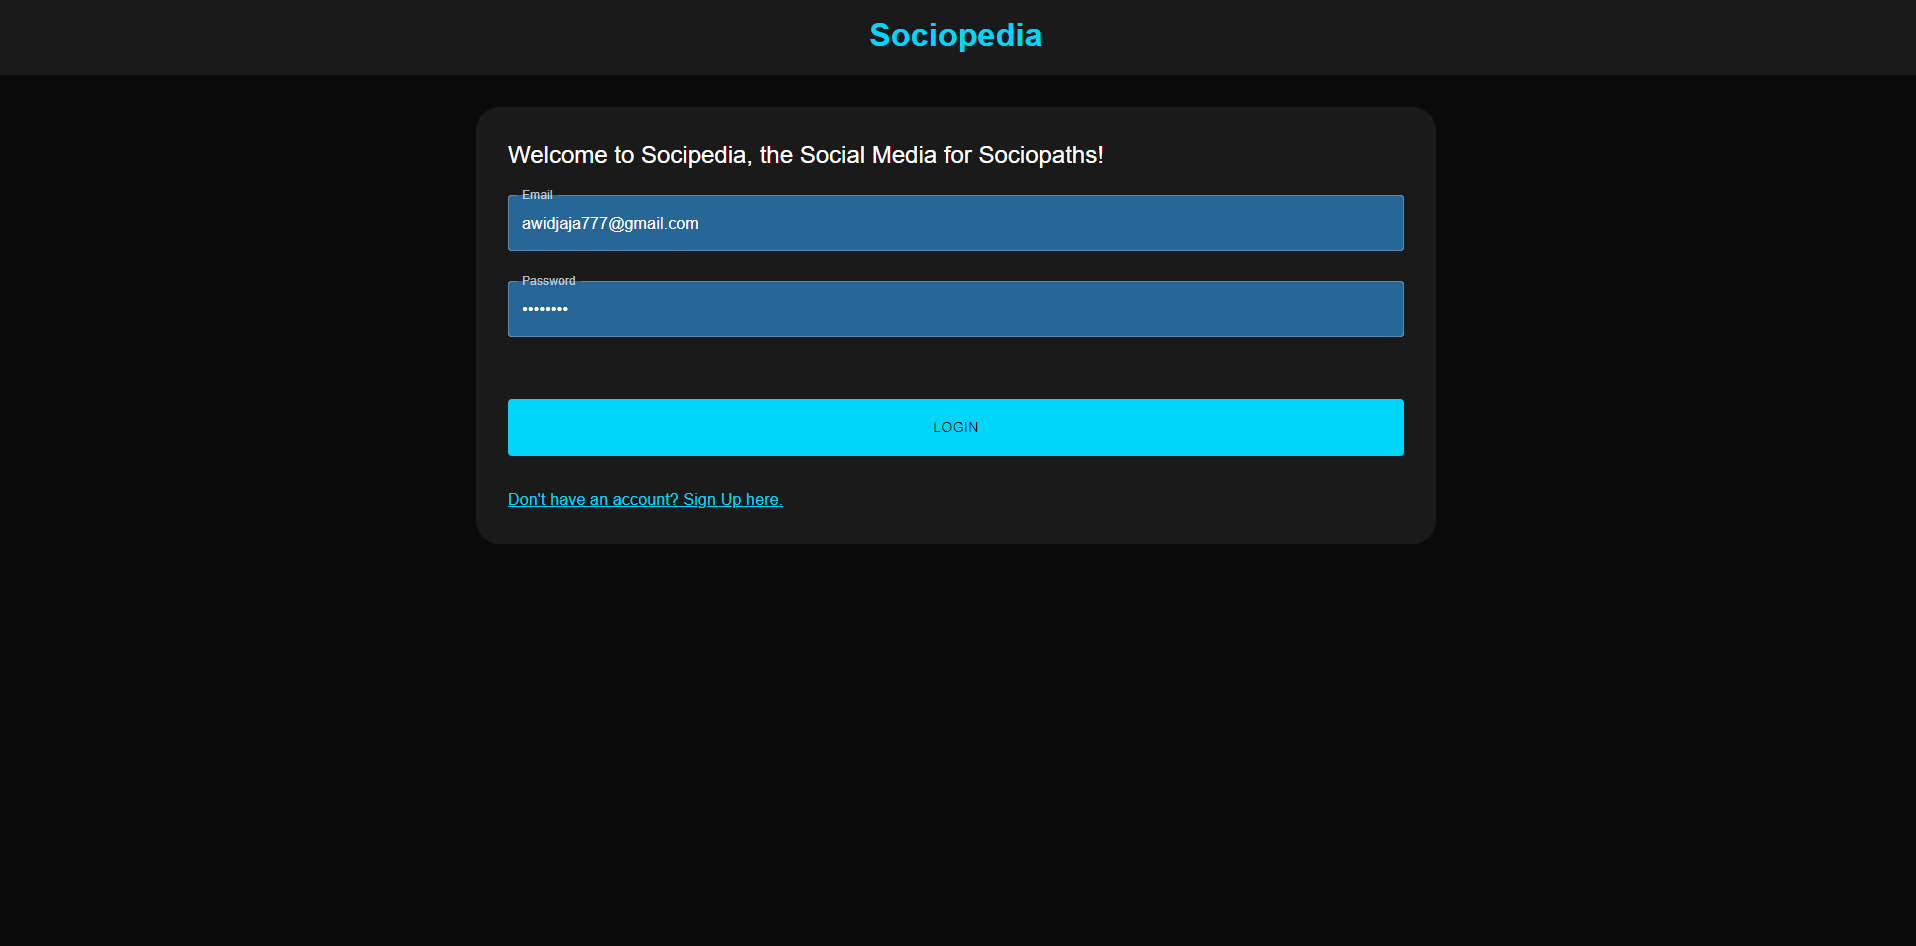 Sociopedia
Welcome to Socipedia, the Social Media for Sociopaths!
Email
awidjaja777@gmail.com
Password
••••••••
LOGIN
Don't have an account? Sign Up here.